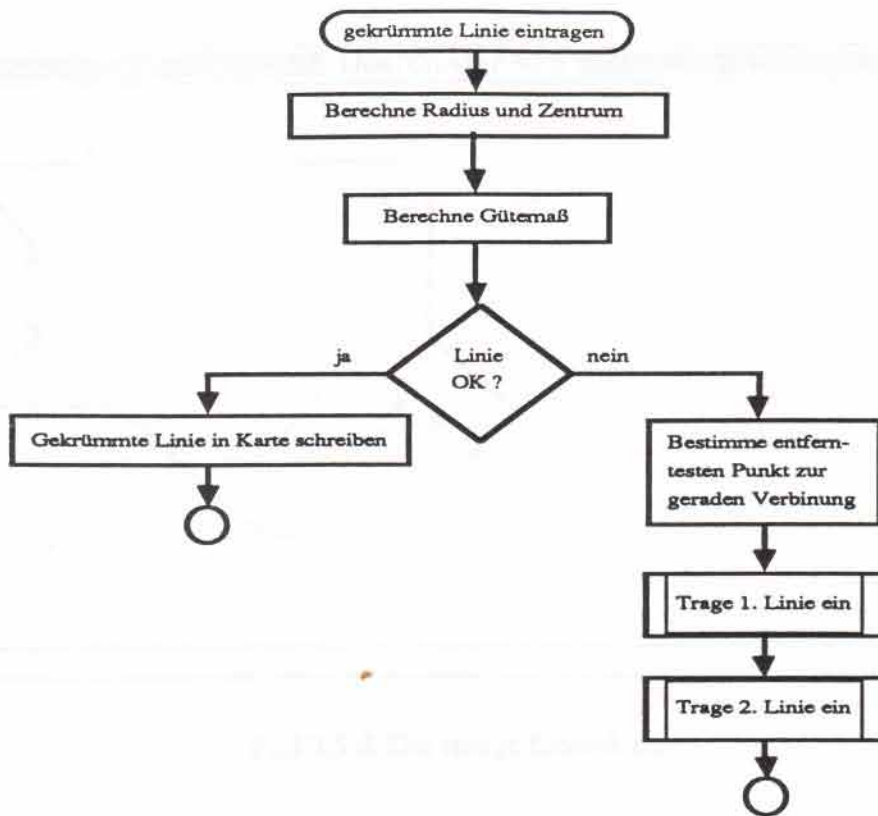 gekrümmte Linie eintragen
Berechne Radius und Zentrum
Berechne Gütemaß
Linie
OK ?
ja
nein
Gekrümmte Linie in Karte schreiben
Bestimme entfern-
testen Punkt zur
geraden Verbinung
Trage 1. Linie ein
Trage 2. Linie ein